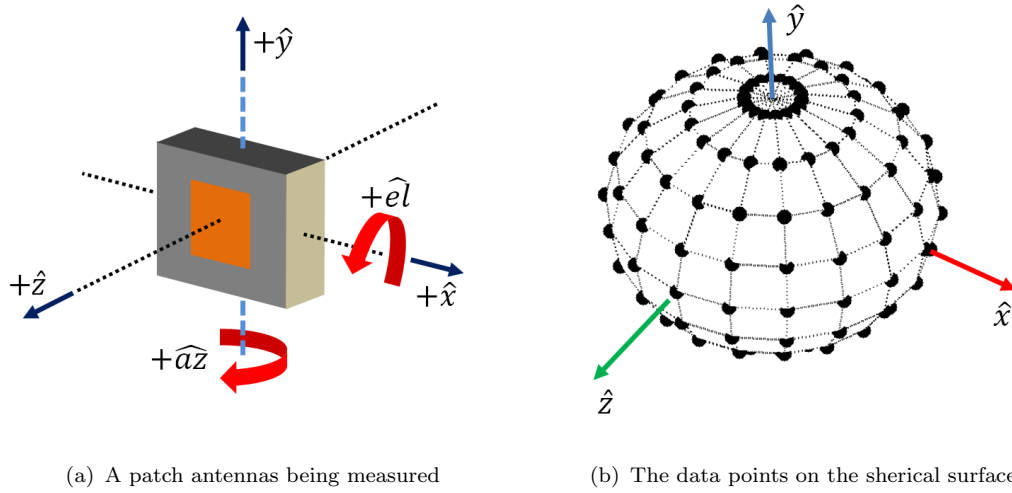 +ŷ
+êl
+x̂
+ẑ
+âz
ŷ
x̂
ẑ
(a) A patch antennas being measured
(b) The data points on the sherical surface